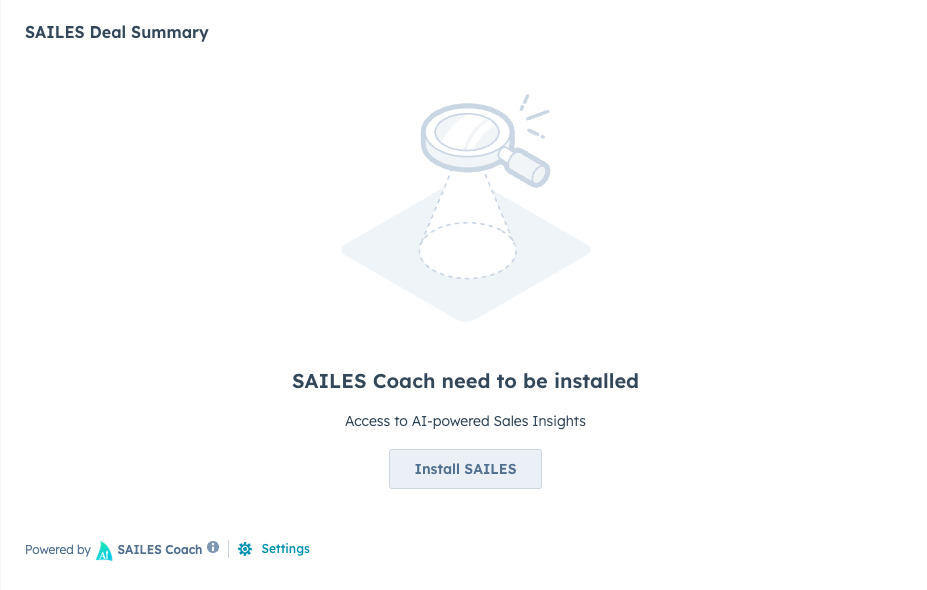 SAILES Deal Summary
SAILES Coach need to be installed
Access to AI-powered Sales Insights
Install SAILES
Powered by AI SAILES Coach i Settings